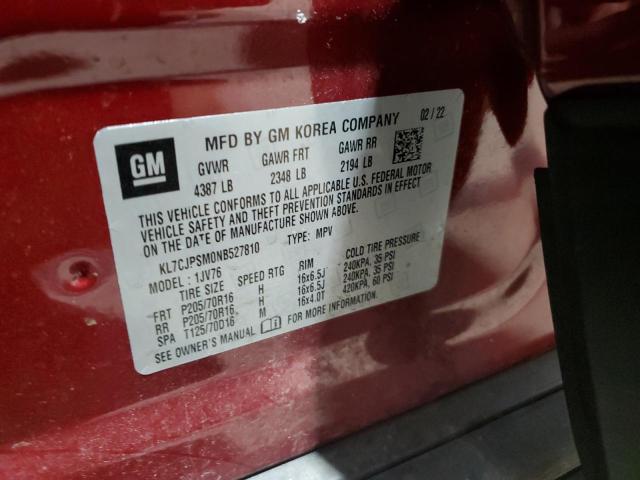 GM
MFD BY GM KOREA COMPANY 02/22
GVWR GAWR FRT GAWR RR
4387 LB 2348 LB 2194 LB
THIS VEHICLE CONFORMS TO ALL APPLICABLE U.S. FEDERAL MOTOR
VEHICLE SAFETY AND THEFT PREVENTION STANDARDS IN EFFECT
ON THE DATE OF MANUFACTURE SHOWN ABOVE.
KL7CJPSM0NB527810 TYPE: MPV
MODEL: 1JV76
TIRE SIZE SPEED RTG RIM COLD TIRE PRESSURE
FRT P205/70R16 H 16x6.5J 240KPA, 35 PSI
RR P205/70R16 H 16x6.5J 240KPA, 35 PSI
SPA T125/70D16 M 16x4.0T 420KPA, 60 PSI
SEE OWNER'S MANUAL